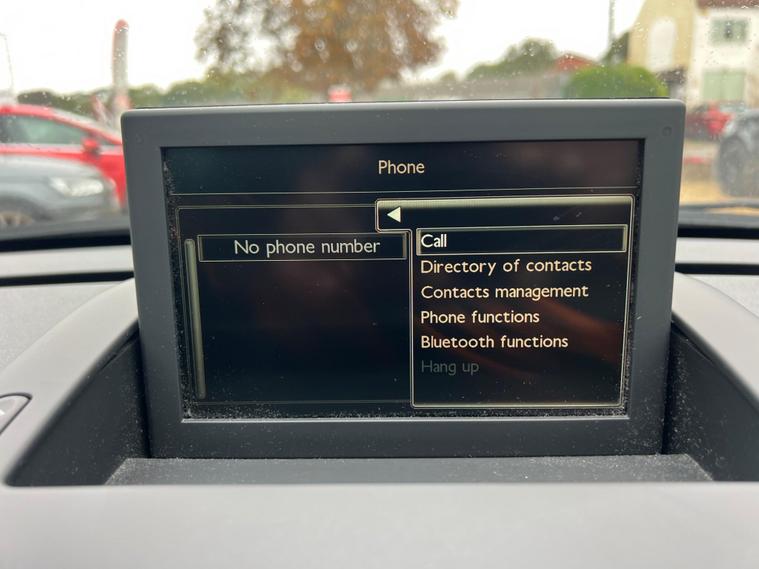 Phone
No phone number
Call
Directory of contacts
Contacts management
Phone functions
Bluetooth functions
Hang up